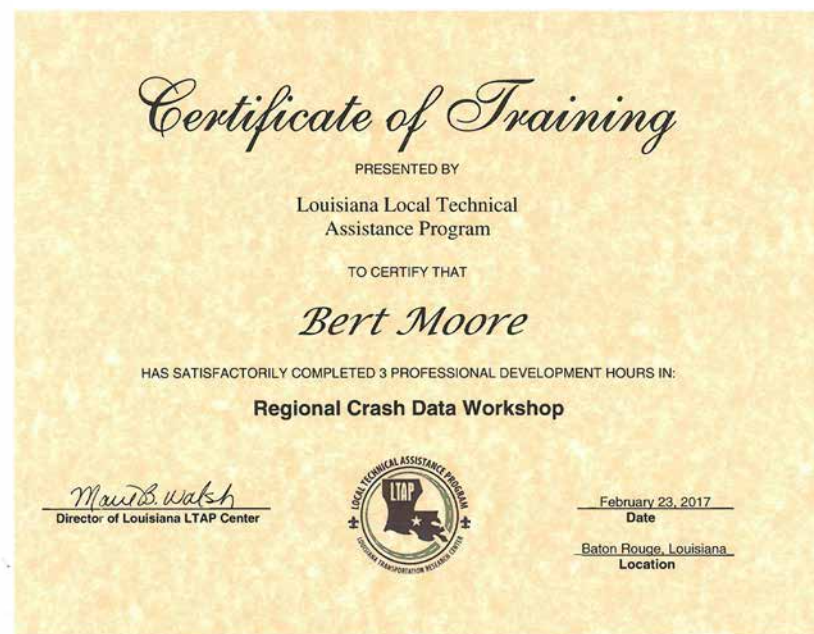 Certificate of Training
PRESENTED BY
Louisiana Local Technical
Assistance Program
TO CERTIFY THAT
Bert Moore
HAS SATISFACTORILY COMPLETED 3 PROFESSIONAL DEVELOPMENT HOURS IN:
Regional Crash Data Workshop
Marie B. Walsh
Director of Louisiana LTAP Center
LOCAL TECHNICAL ASSISTANCE PROGRAM
LTAP
LOUISIANA TRANSPORTATION RESEARCH CENTER
February 23, 2017
Date
Baton Rouge, Louisiana
Location